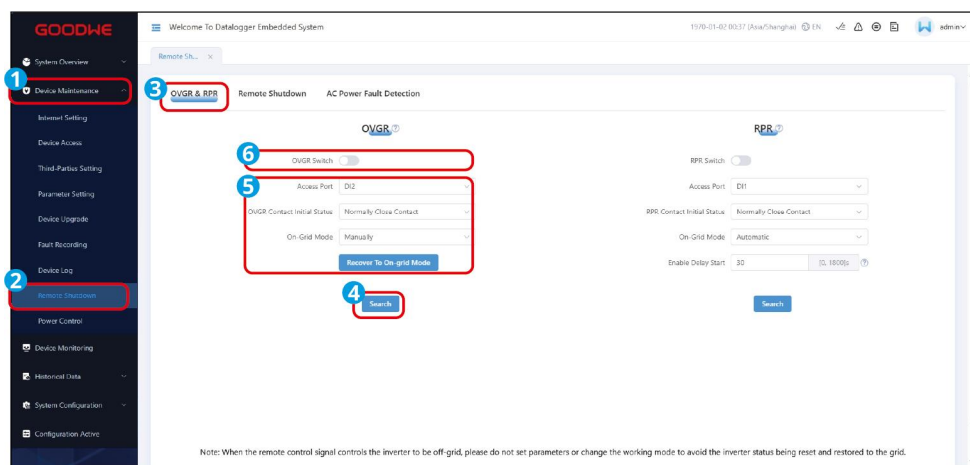 GOODWE
Welcome To Datalogger Embedded System
1970-01-02 00:37 (Asia/Shanghai) EN
admin
System Overview
Remote Sh... ×
1
Device Maintenance
3
OVGR & RPR
Remote Shutdown
AC Power Fault Detection
Internet Setting
Device Access
Third-Parties Setting
Parameter Setting
Device Upgrade
Fault Recording
Device Log
2
Remote Shutdown
Power Control
Device Monitoring
Historical Data
System Configuration
Configuration Active
OVGR ?
6
OVGR Switch
5
Access Port DI2
OVGR Contact Initial Status Normally Close Contact
On-Grid Mode Manually
Recover To On-grid Mode
4
Search
RPR ?
RPR Switch
Access Port DI1
RPR Contact Initial Status Normally Close Contact
On-Grid Mode Automatic
Enable Delay Start 30 [0, 1800]s ?
Search
Note: When the remote control signal controls the inverter to be off-grid, please do not set parameters or change the working mode to avoid the inverter status being reset and restored to the grid.